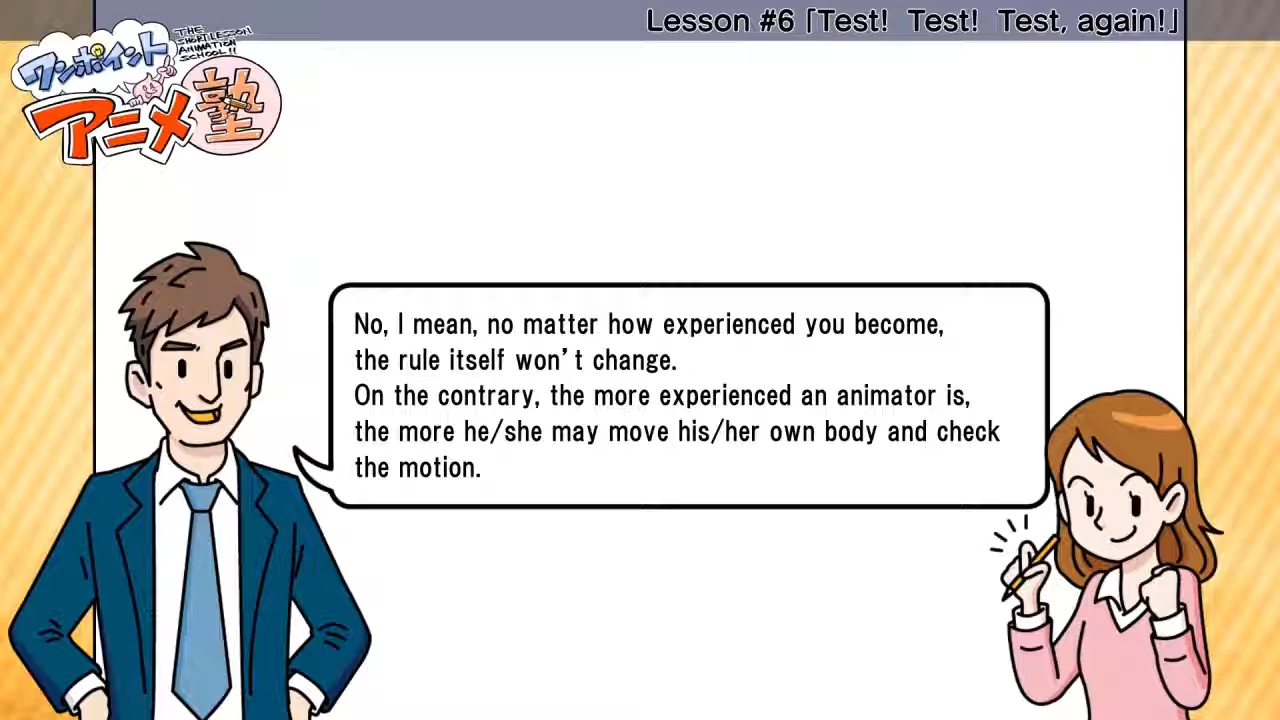 Lesson #6「Test! Test! Test, again!」
ワンポイント
THE SHORT LESSON
ANIMATION
SCHOOL!!
アニメ塾
No, I mean, no matter how experienced you become,
the rule itself won't change.
On the contrary, the more experienced an animator is,
the more he/she may move his/her own body and check
the motion.